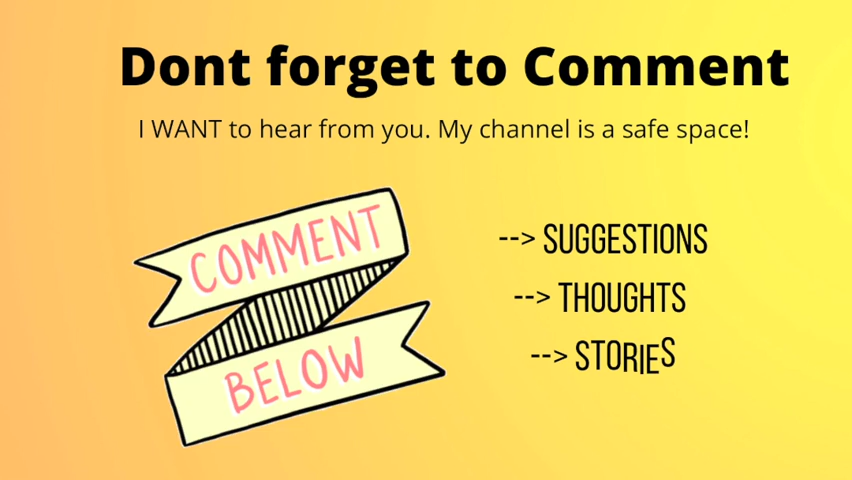 Dont forget to Comment
I WANT to hear from you. My channel is a safe space!
COMMENT
BELOW
--> SUGGESTIONS
--> THOUGHTS
--> STORIES